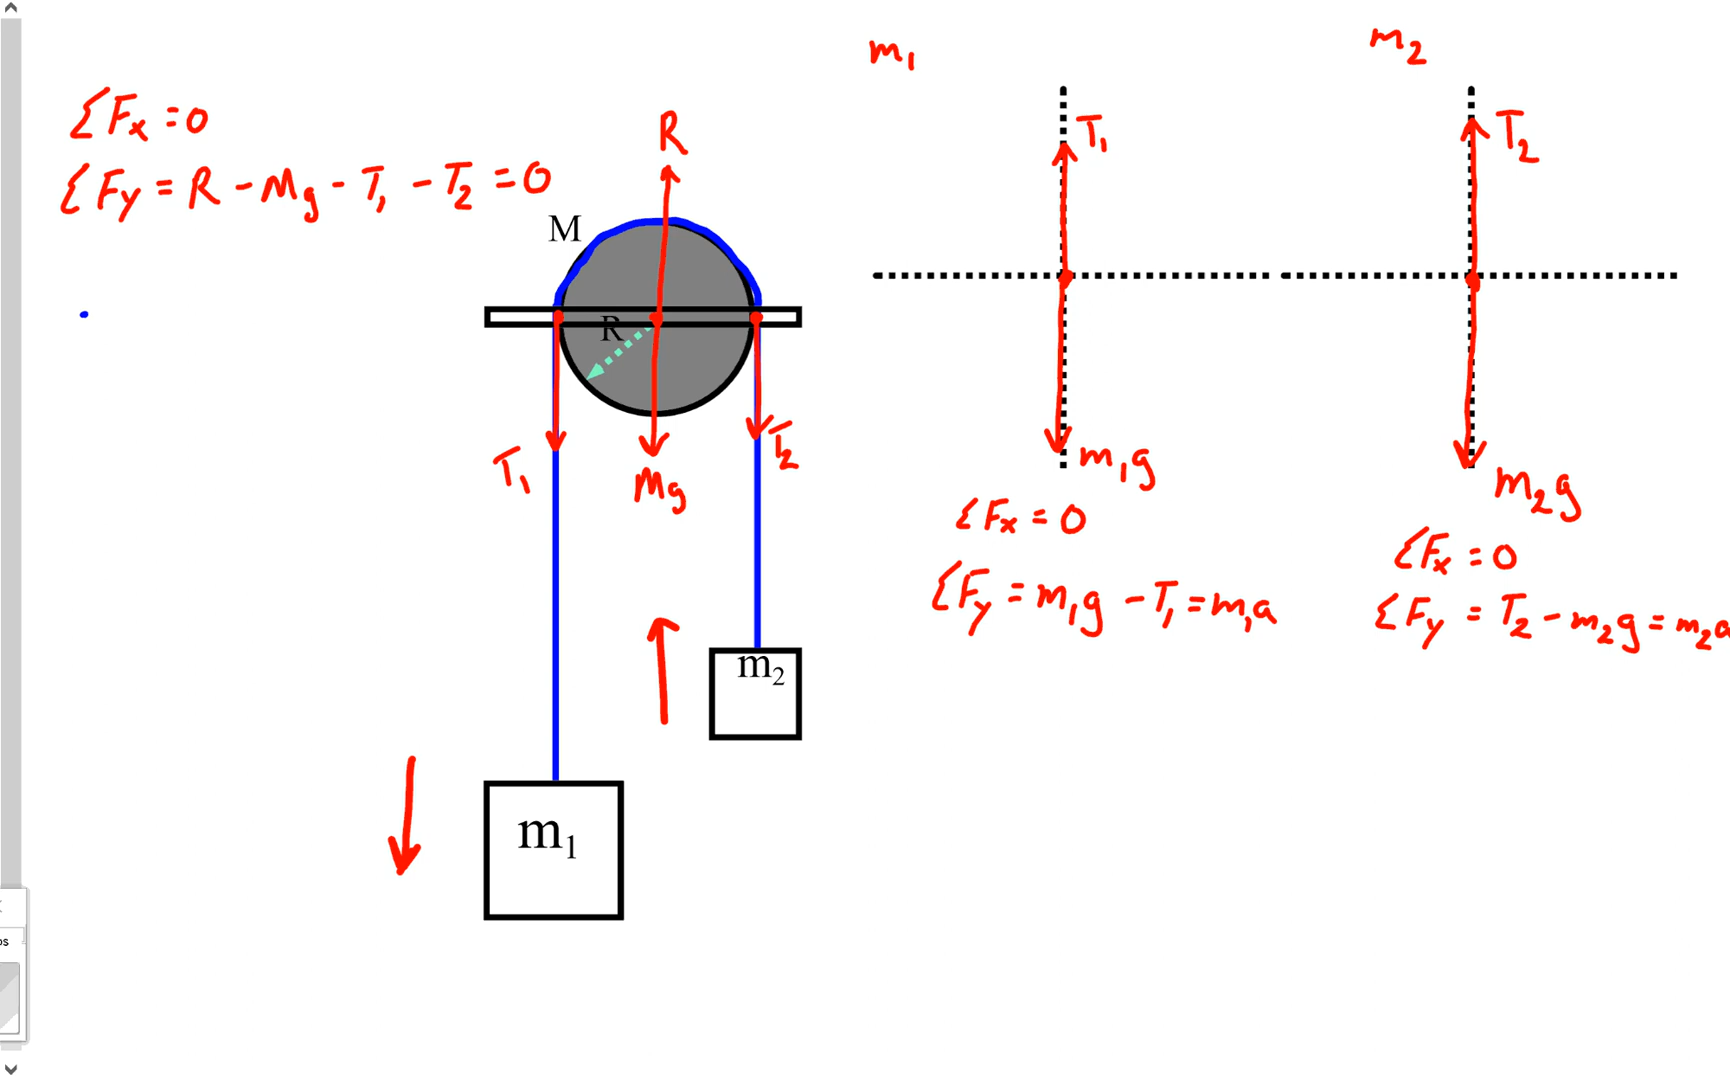 ΣFx = 0
ΣFy = R - Mg - T1 - T2 = 0
R
M
R
T1
Mg
T2
m2
m1
m1
T1
m1g
ΣFx = 0
ΣFy = m1g - T1 = m1a
m2
T2
m2g
ΣFx = 0
ΣFy = T2 - m2g = m2a